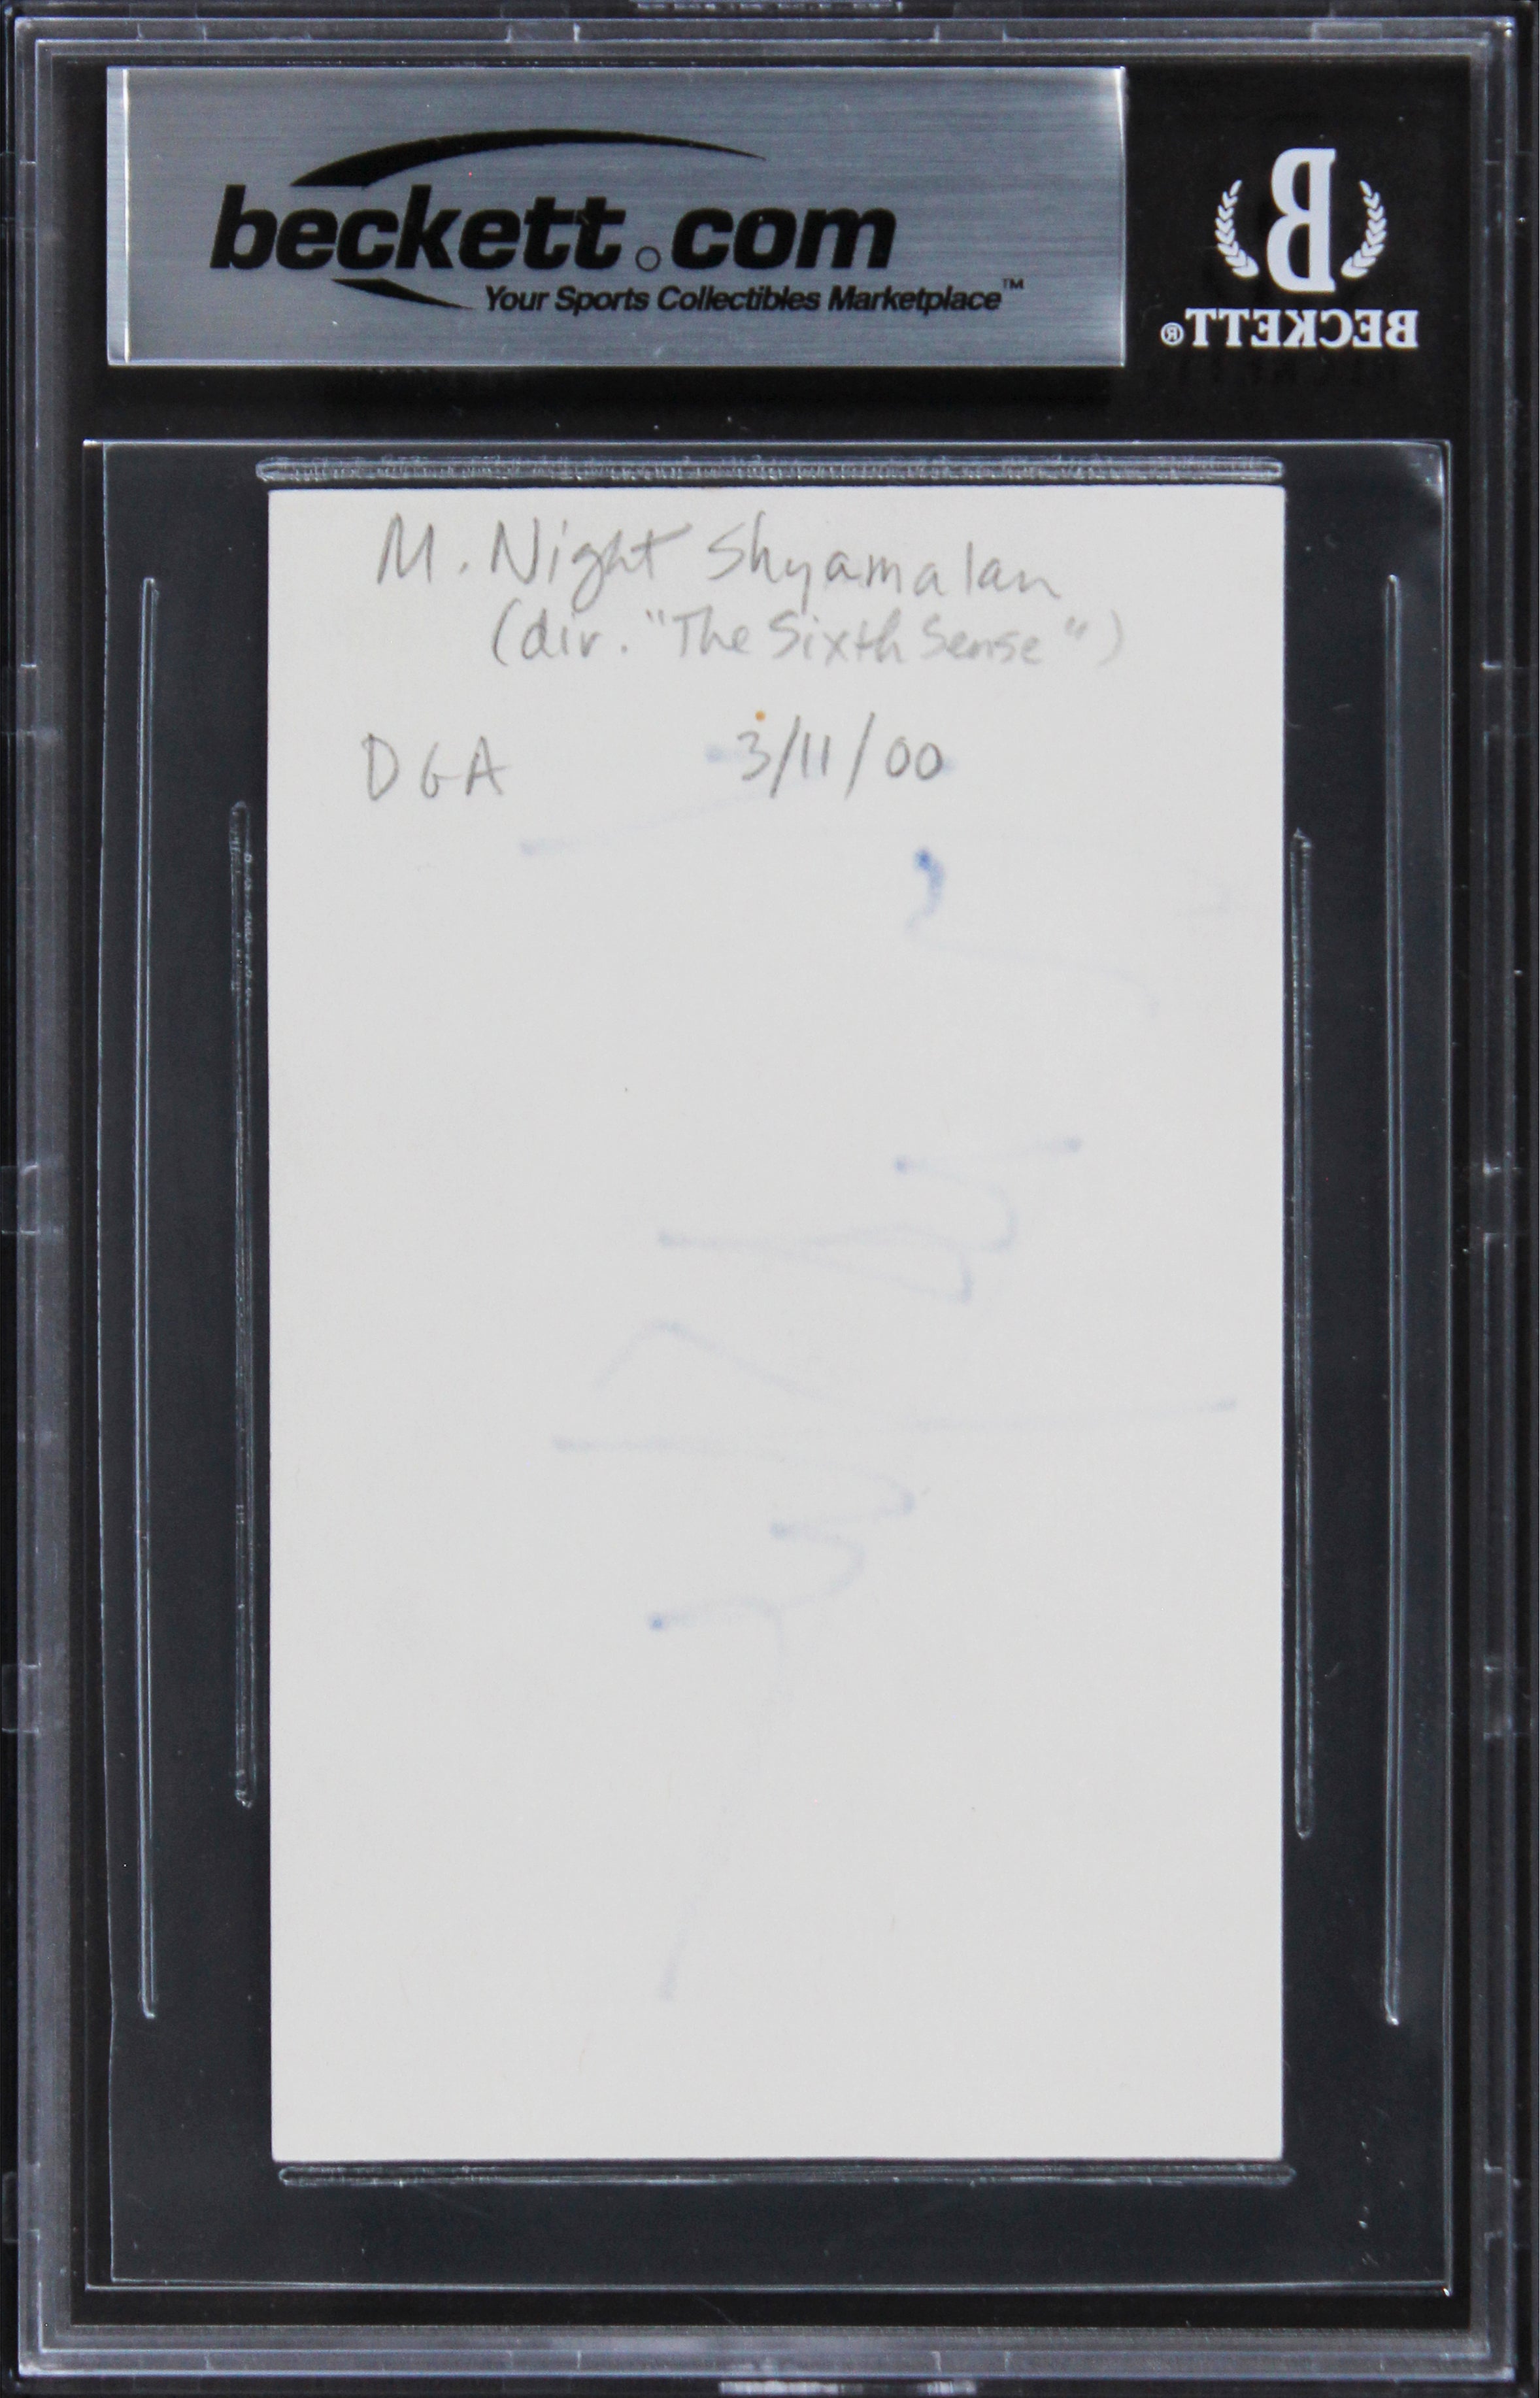 beckett.com
Your Sports Collectibles Marketplace™
B
BECKETT®
M. Night Shyamalan
(dir. "The Sixth Sense")
DGA 3/11/00